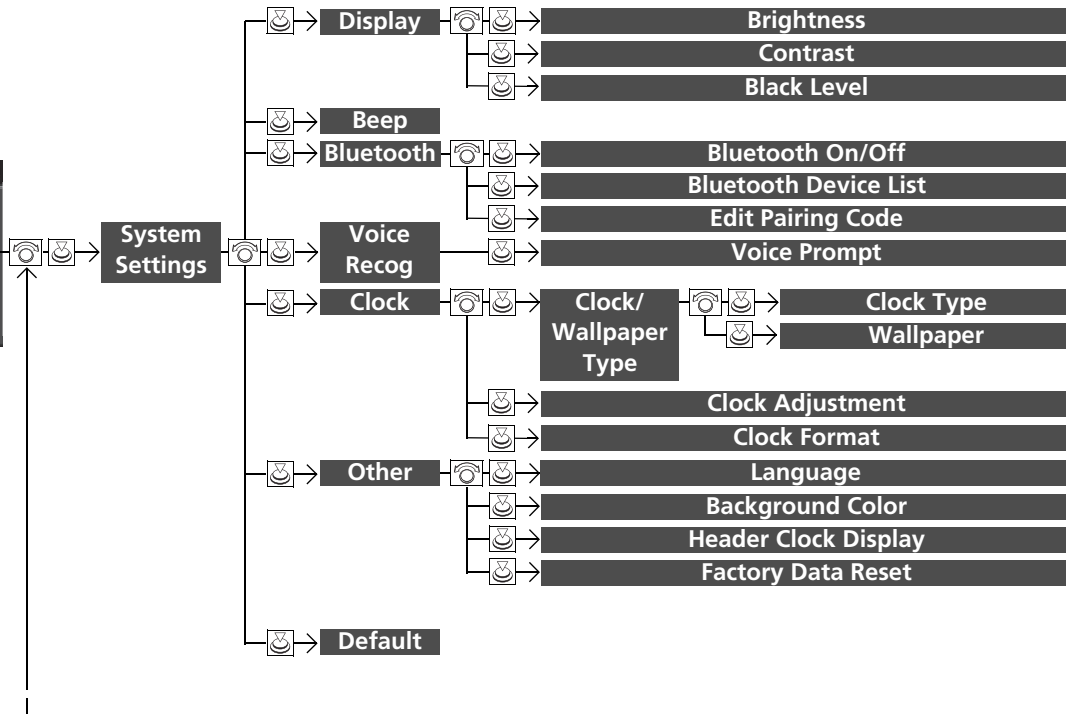 Display
Brightness
Contrast
Black Level
Beep
Bluetooth
Bluetooth On/Off
Bluetooth Device List
Edit Pairing Code
System
Settings
Voice
Recog
Voice Prompt
Clock
Clock/
Wallpaper
Type
Clock Type
Wallpaper
Clock Adjustment
Clock Format
Other
Language
Background Color
Header Clock Display
Factory Data Reset
Default